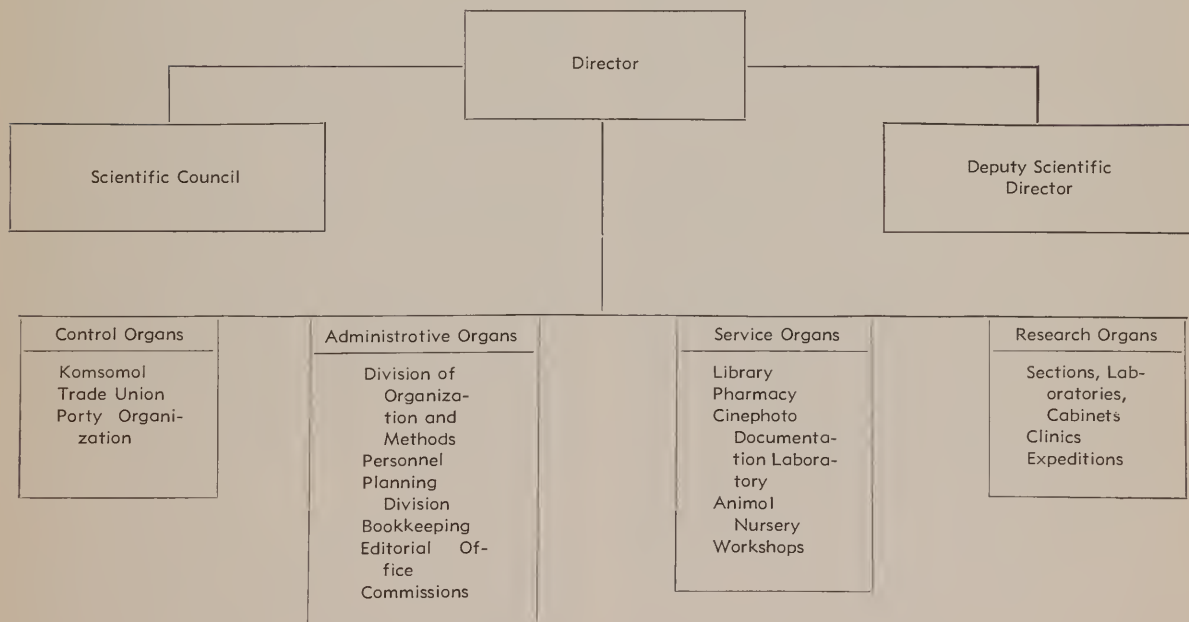 Director
Scientific Council
Deputy Scientific
Director
Control Organs
Komsomol
Trade Union
Porty Organi-
zation
Administrative Organs
Division of
Organiza-
tion and
Methods
Personnel
Planning
Division
Bookkeeping
Editorial Of-
fice
Commissions
Service Organs
Library
Pharmacy
Cinephoto
Documenta-
tion Labora-
tory
Animol
Nursery
Workshops
Research Organs
Sections, Lab-
oratories,
Cabinets
Clinics
Expeditions